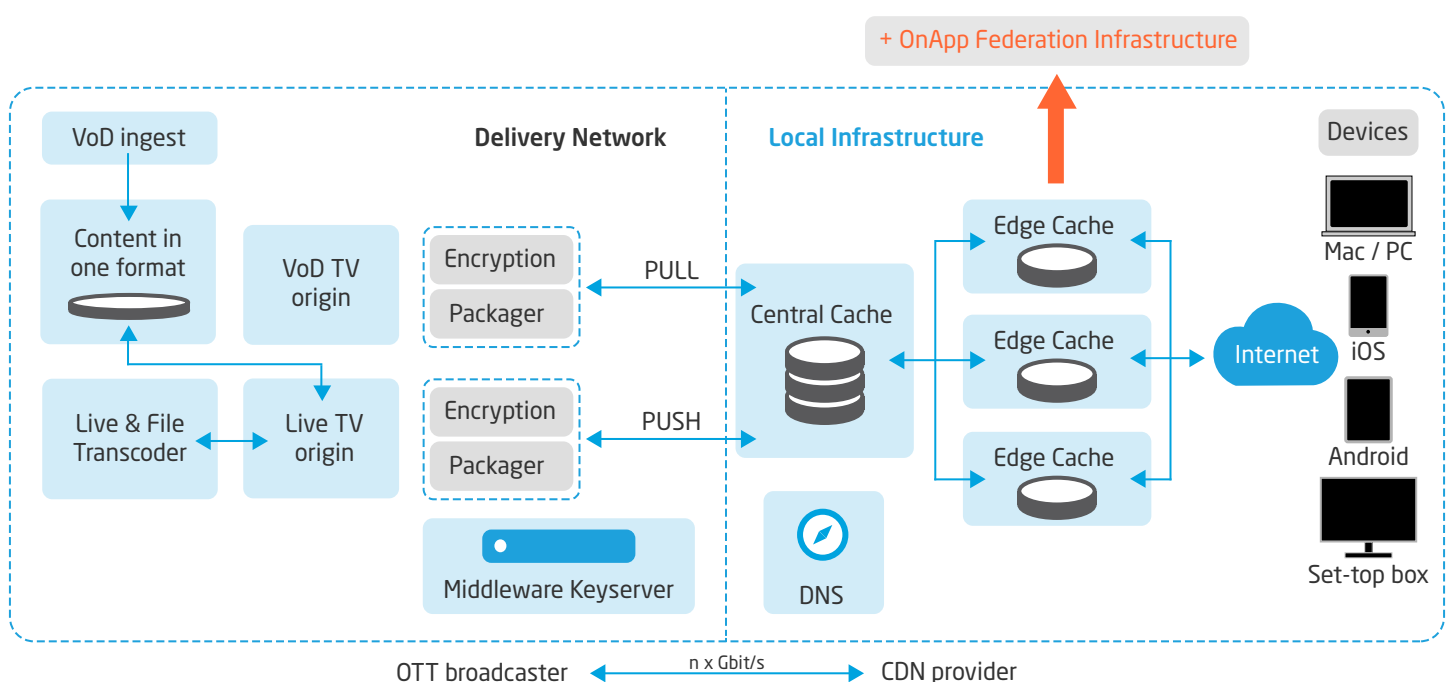 + OnApp Federation Infrastructure
VoD ingest
Delivery Network
Local Infrastructure
Devices
Content in
one format
VoD TV
origin
Encryption
Packager
PULL
Central Cache
Edge Cache
Edge Cache
Edge Cache
Internet
Mac / PC
iOS
Android
Set-top box
Live & File
Transcoder
Live TV
origin
Encryption
Packager
PUSH
Middleware Keyserver
DNS
OTT broadcaster
n x Gbit/s
CDN provider